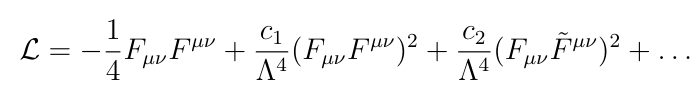 $\mathcal{L} = -\frac{1}{4} F_{\mu\nu} F^{\mu\nu} + \frac{c_1}{\Lambda^4} (F_{\mu\nu} F^{\mu\nu})^2 + \frac{c_2}{\Lambda^4} (F_{\mu\nu} \tilde{F}^{\mu\nu})^2 + \ldots$